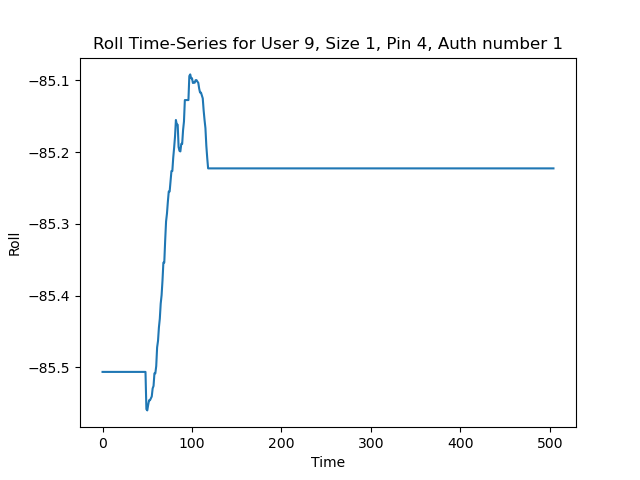 Roll Time-Series for User 9, Size 1, Pin 4, Auth number 1
−85.1
−85.2
−85.3
−85.4
−85.5
Roll
0 100 200 300 400 500
Time